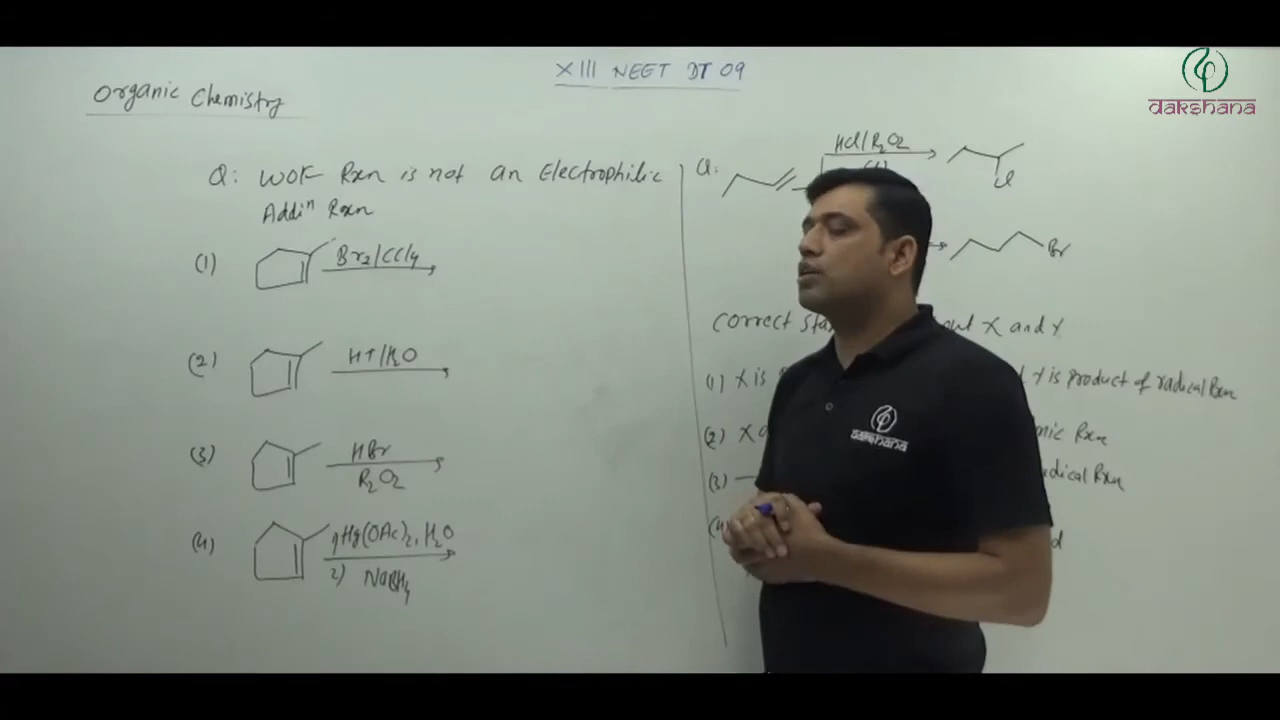 XIII NEET DT 09
dakshana
Organic Chemistry
Q: WOF Rxn is not an Electrophilic
Addiⁿ Rxn
(1) Br₂/CCl₄
(2) H+/H₂O
(3) HBr
R₂O₂
(4) 1) Hg(OAc)₂, H₂O
2) NaBH₄
Q. HCl/R₂O₂
Cl
Br
Correct X and Y
(1) X is Y is product of radical Rxn
(2) X Rxn
(3) Rxn
(4)
dakshana